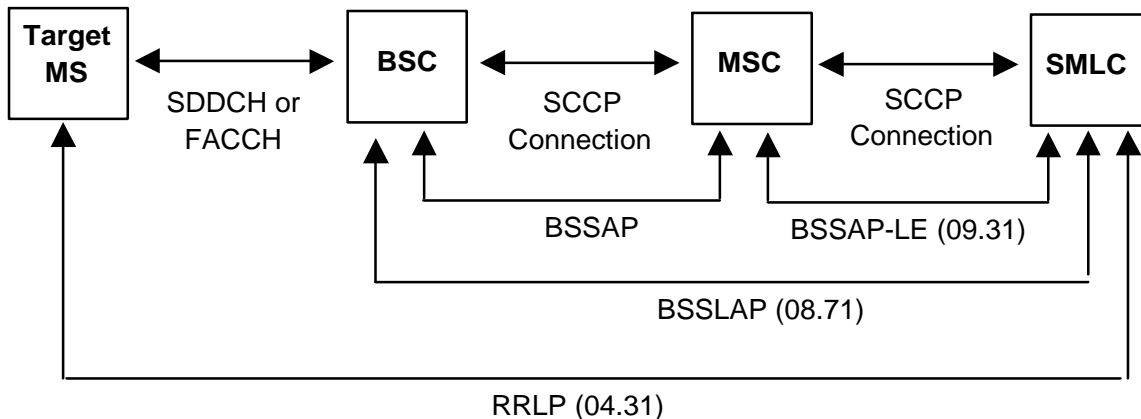 Target
MS
BSC
MSC
SMLC
SDDCH or
FACCH
SCCP
Connection
SCCP
Connection
BSSAP
BSSAP-LE (09.31)
BSSLAP (08.71)
RRLP (04.31)